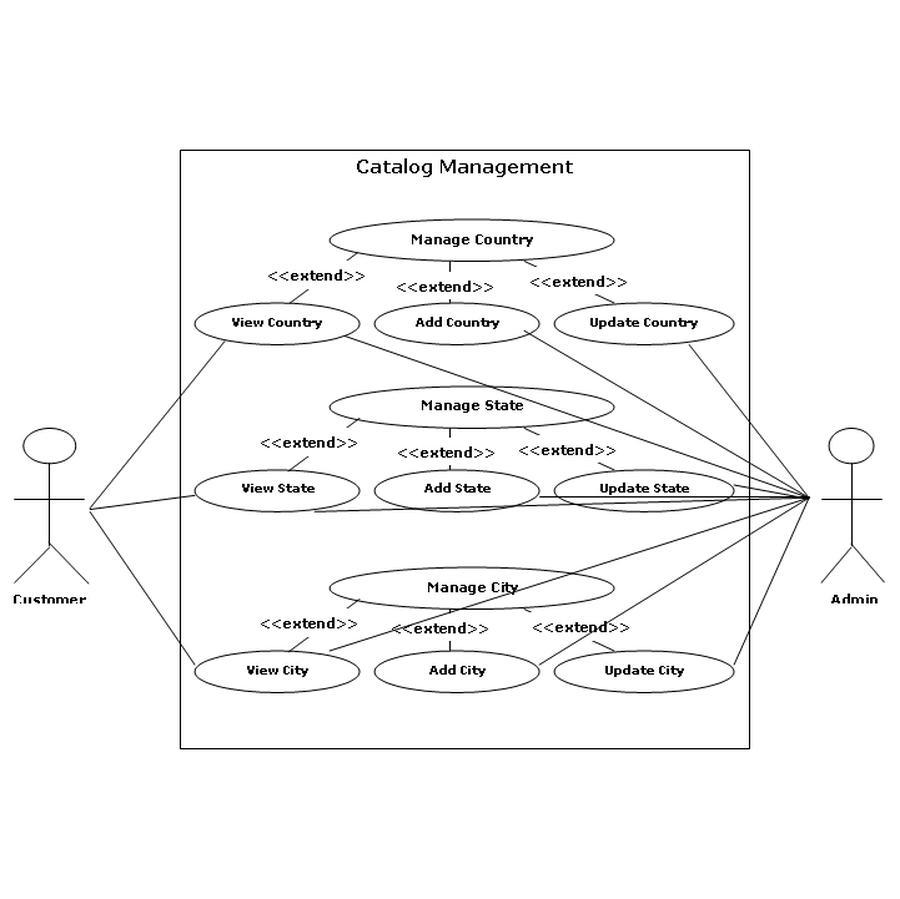 Catalog Management
Manage Country
<<extend>>
<<extend>>
<<extend>>
View Country
Add Country
Update Country
Manage State
<<extend>>
<<extend>>
<<extend>>
View State
Add State
Update State
Manage City
<<extend>>
<<extend>>
<<extend>>
View City
Add City
Update City
Customer
Admin